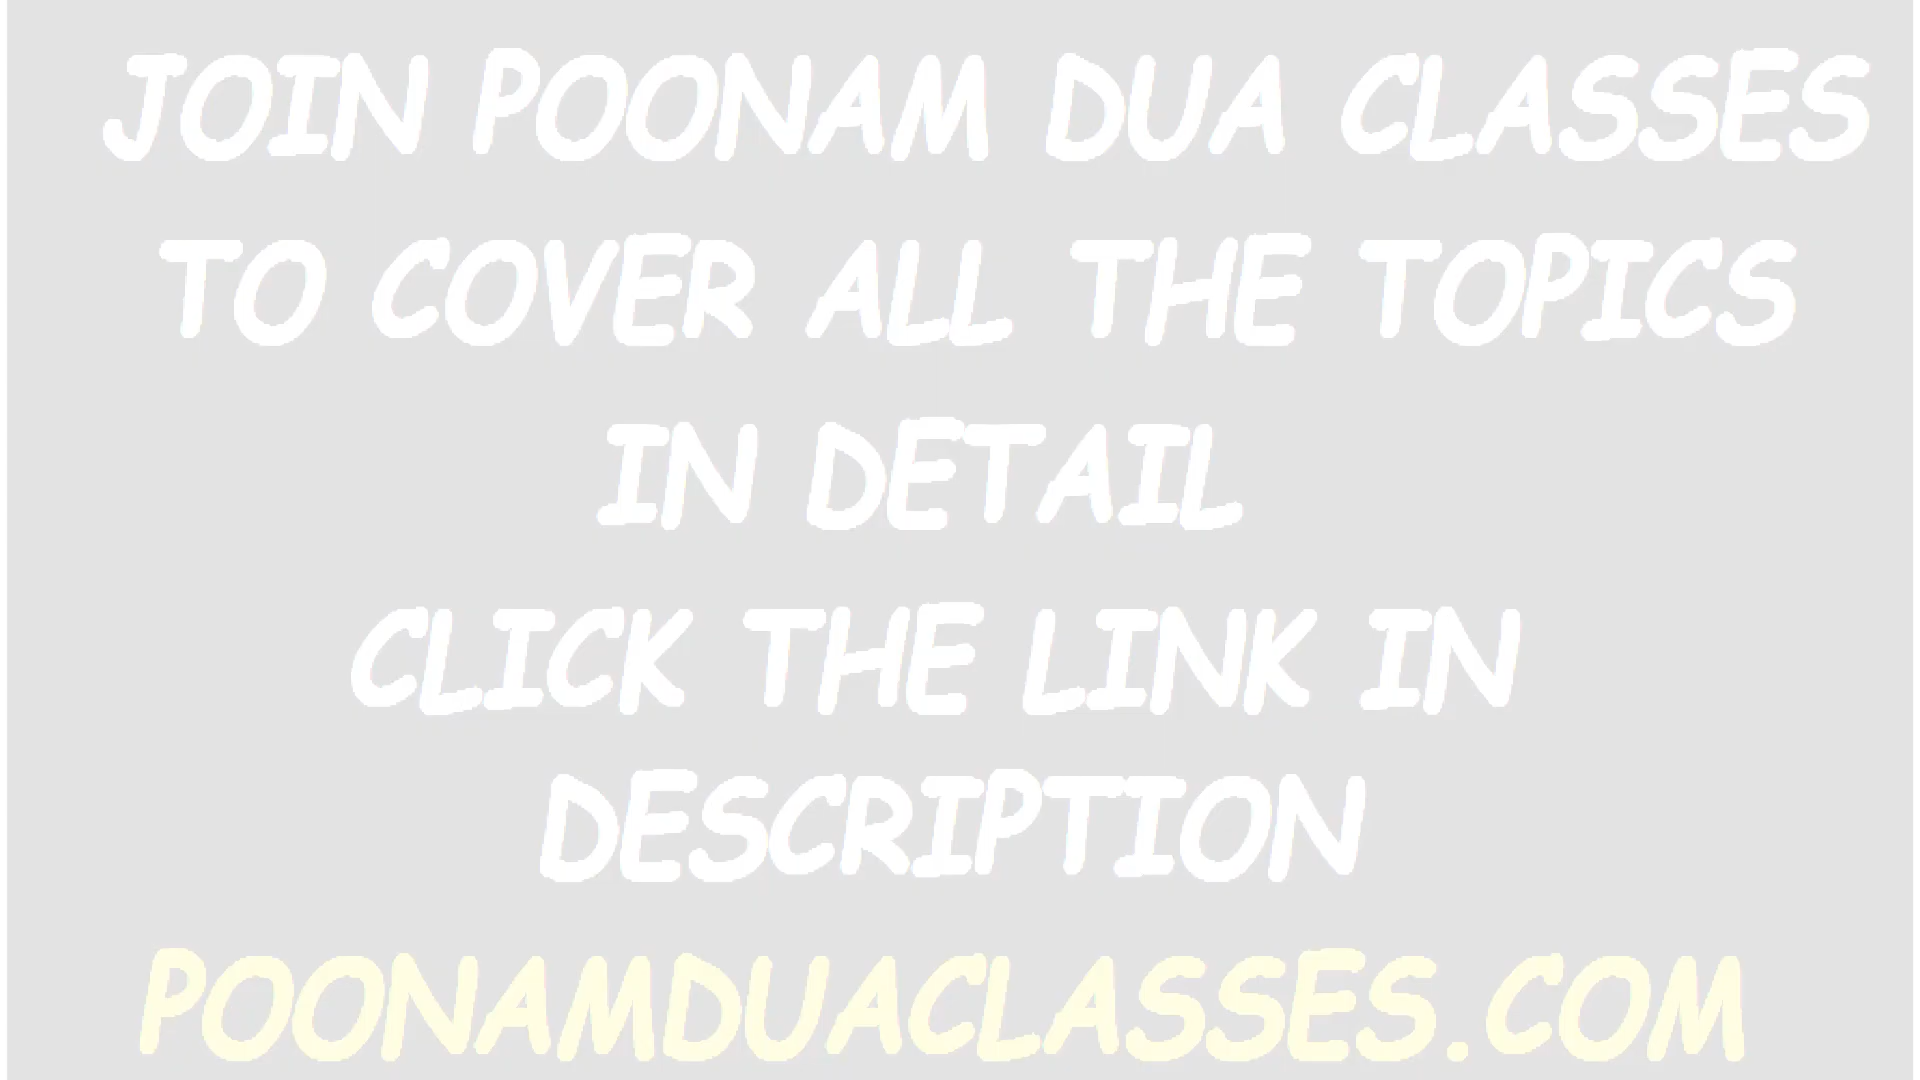 JOIN POONAM DUA CLASSES
TO COVER ALL THE TOPICS
IN DETAIL
CLICK THE LINK IN
DESCRIPTION
POONAMDUACLASSES.COM